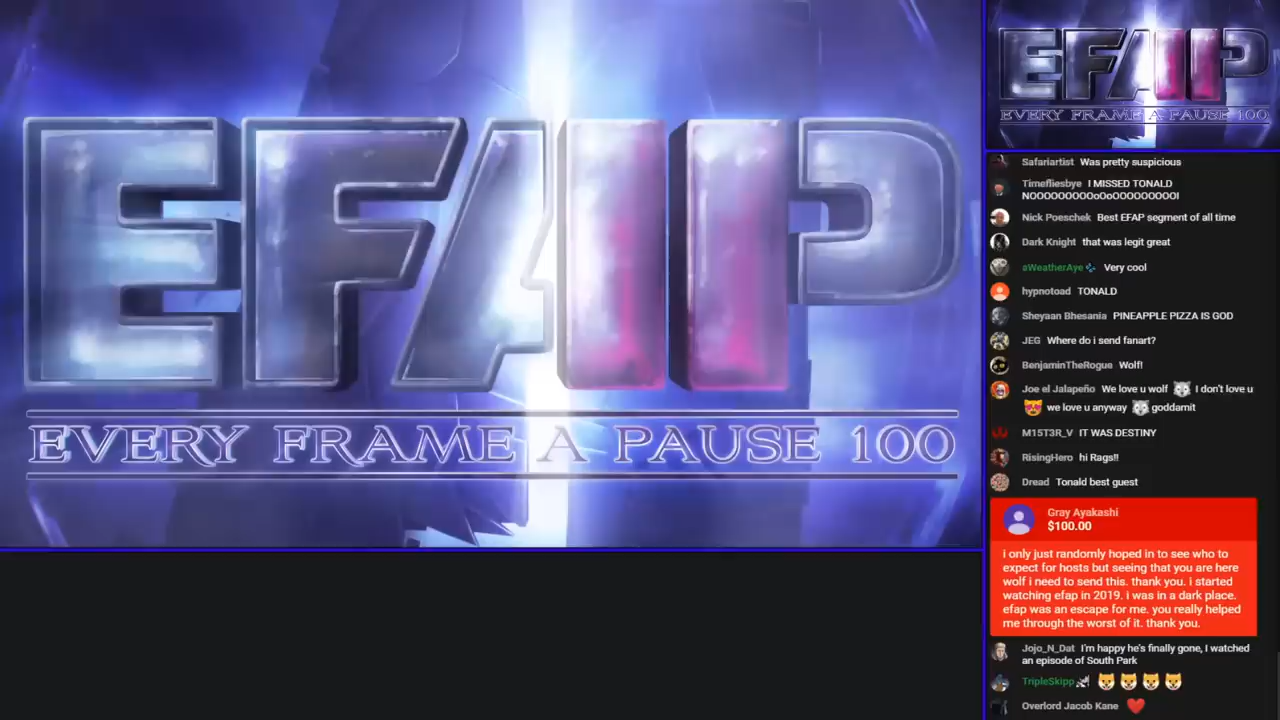 EFAIIP
EVERY FRAME A PAUSE 100
EFAIIP
EVERY FRAME A PAUSE 100
Safariartist Was pretty suspicious
Timefliesbye I MISSED TONALD
NOOOOOOOOOoOoOOOOOOOOOI
Nick Poeschek Best EFAP segment of all time
Dark Knight that was legit great
aWeatherAye Very cool
hypnotoad TONALD
Sheyaan Bhesania PINEAPPLE PIZZA IS GOD
JEG Where do i send fanart?
BenjaminTheRogue Wolf!
Joe el Jalapeño We love u wolf 🐺 I don't love u
😻 we love u anyway 🐺 goddamit
M15T3R_V IT WAS DESTINY
RisingHero hi Rags!!
Dread Tonald best guest
Gray Ayakashi
$100.00
i only just randomly hoped in to see who to
expect for hosts but seeing that you are here
wolf i need to send this. thank you. i started
watching efap in 2019. i was in a dark place.
efap was an escape for me. you really helped
me through the worst of it. thank you.
Jojo_N_Dat I'm happy he's finally gone, I watched
an episode of South Park
TripleSkipp
Overlord Jacob Kane ❤️